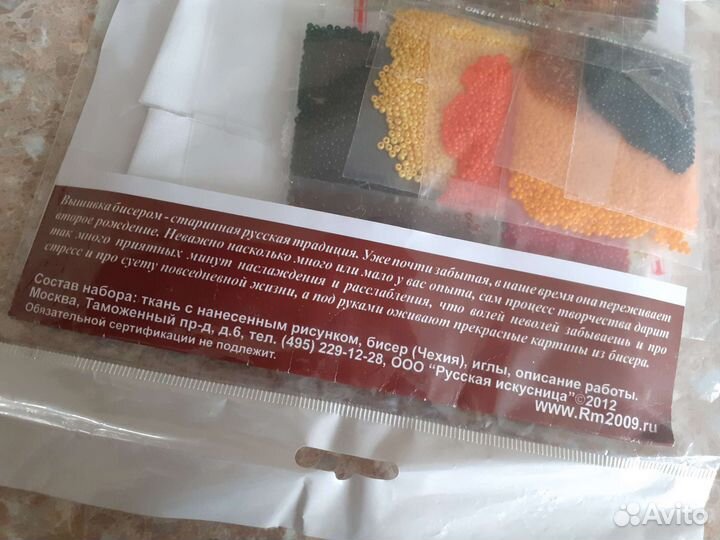 Вышивка бисером - старинная русская традиция. Уже почти забытая, в наше время она переживает
второе рождение. Неважно насколько много или мало у вас опыта, сам процесс творчества дарит
так много приятных минут наслаждения и расслабления, что волей неволей забываешь и про
стресс и про суету повседневной жизни, а под руками оживают прекрасные картины из бисера.
Состав набора: ткань с нанесенным рисунком, бисер (Чехия), иглы, описание работы.
Москва, Таможенный пр-д, д.6, тел. (495) 229-12-28, ООО "Русская искусница"©2012
Обязательной сертификации не подлежит.
www.Rm2009.ru
Avito